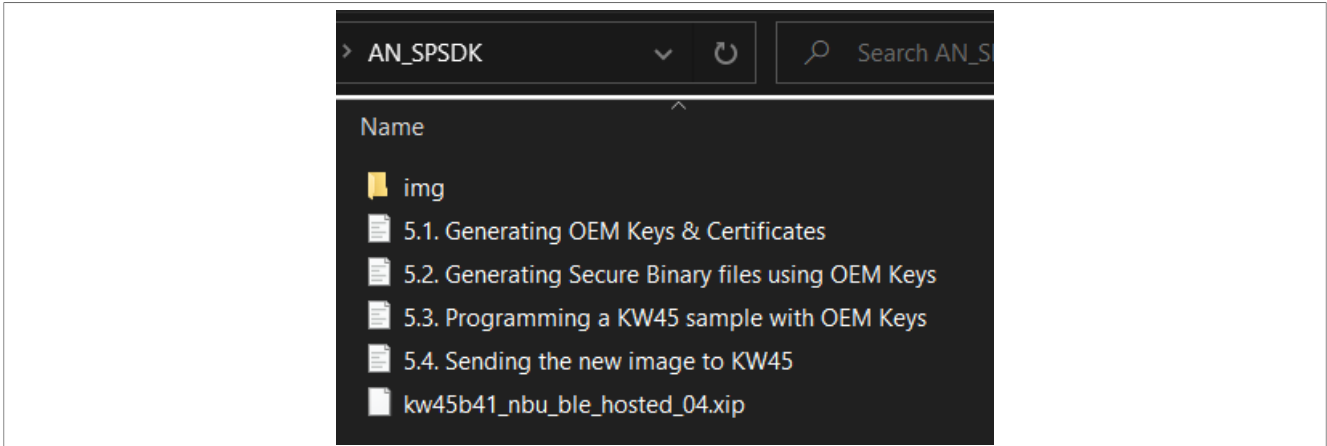 AN_SPSDK
Search AN_S
Name
img
5.1. Generating OEM Keys & Certificates
5.2. Generating Secure Binary files using OEM Keys
5.3. Programming a KW45 sample with OEM Keys
5.4. Sending the new image to KW45
kw45b41_nbu_ble_hosted_04.xip